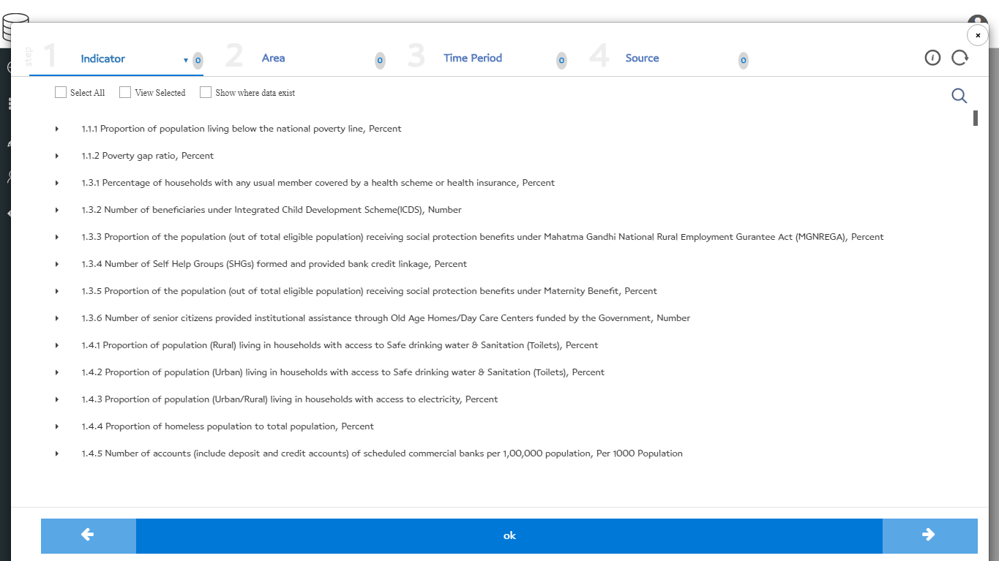 step 1 Indicator ▾ 0 2 Area 0 3 Time Period 0 4 Source 0 i
×
Select All View Selected Show where data exist
1.1.1 Proportion of population living below the national poverty line, Percent
1.1.2 Poverty gap ratio, Percent
1.3.1 Percentage of households with any usual member covered by a health scheme or health insurance, Percent
1.3.2 Number of beneficiaries under Integrated Child Development Scheme(ICDS), Number
1.3.3 Proportion of the population (out of total eligible population) receiving social protection benefits under Mahatma Gandhi National Rural Employment Gurantee Act (MGNREGA), Percent
1.3.4 Number of Self Help Groups (SHGs) formed and provided bank credit linkage, Percent
1.3.5 Proportion of the population (out of total eligible population) receiving social protection benefits under Maternity Benefit, Percent
1.3.6 Number of senior citizens provided institutional assistance through Old Age Homes/Day Care Centers funded by the Government, Number
1.4.1 Proportion of population (Rural) living in households with access to Safe drinking water & Sanitation (Toilets), Percent
1.4.2 Proportion of population (Urban) living in households with access to Safe drinking water & Sanitation (Toilets), Percent
1.4.3 Proportion of population (Urban/Rural) living in households with access to electricity, Percent
1.4.4 Proportion of homeless population to total population, Percent
1.4.5 Number of accounts (include deposit and credit accounts) of scheduled commercial banks per 1,00,000 population, Per 1000 Population
ok